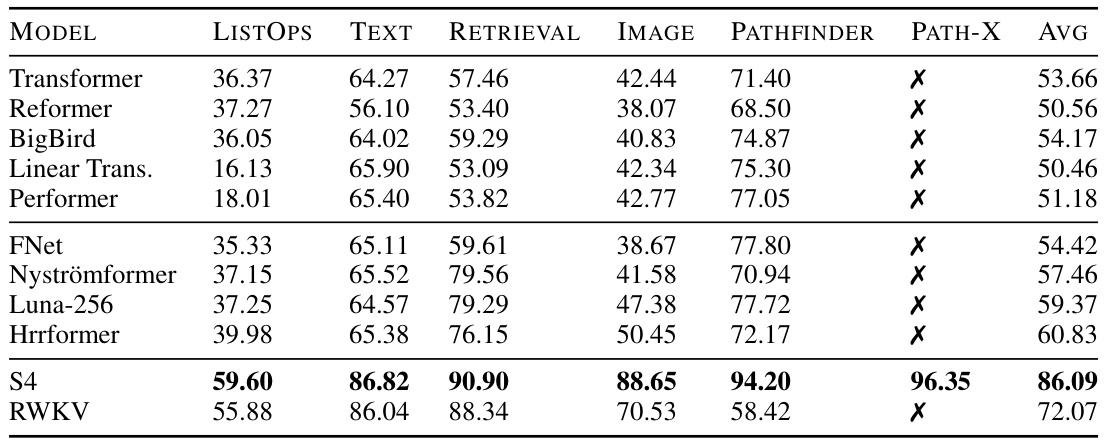 MODEL LISTOPS TEXT RETRIEVAL IMAGE PATHFINDER PATH-X AVG
Transformer 36.37 64.27 57.46 42.44 71.40 ✗ 53.66
Reformer 37.27 56.10 53.40 38.07 68.50 ✗ 50.56
BigBird 36.05 64.02 59.29 40.83 74.87 ✗ 54.17
Linear Trans. 16.13 65.90 53.09 42.34 75.30 ✗ 50.46
Performer 18.01 65.40 53.82 42.77 77.05 ✗ 51.18
FNet 35.33 65.11 59.61 38.67 77.80 ✗ 54.42
Nyströmformer 37.15 65.52 79.56 41.58 70.94 ✗ 57.46
Luna-256 37.25 64.57 79.29 47.38 77.72 ✗ 59.37
Hrrformer 39.98 65.38 76.15 50.45 72.17 ✗ 60.83
S4 59.60 86.82 90.90 88.65 94.20 96.35 86.09
RWKV 55.88 86.04 88.34 70.53 58.42 ✗ 72.07